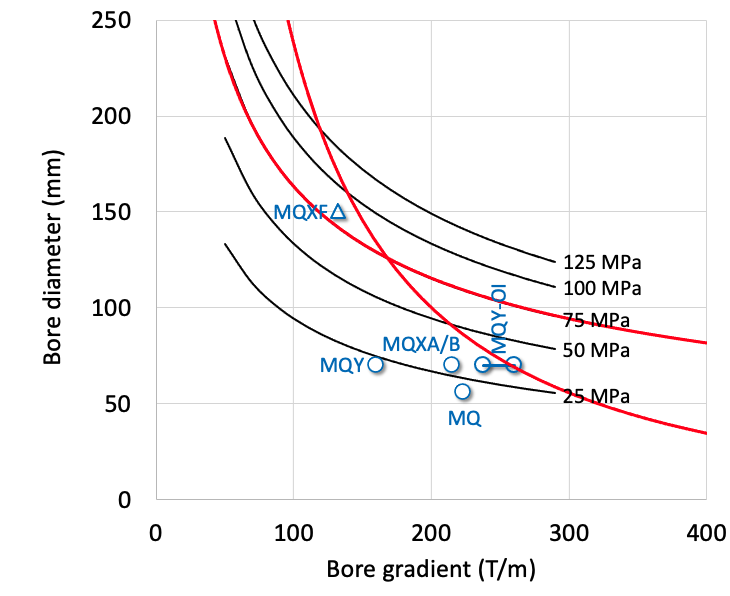 250
200
150
100
50
0
Bore diameter (mm)
0
100
200
300
400
Bore gradient (T/m)
MQXF
125 MPa
100 MPa
75 MPa
50 MPa
25 MPa
MQXA/B
MQY-OI
MQY
MQ